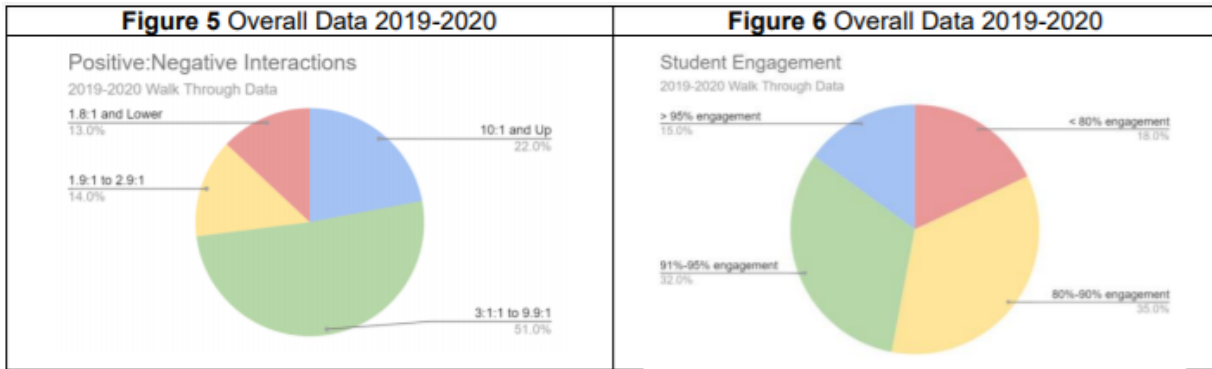 Figure 5 Overall Data 2019-2020
Figure 6 Overall Data 2019-2020
Positive:Negative Interactions
2019-2020 Walk Through Data
1.8:1 and Lower
13.0%
10:1 and Up
22.0%
1.9:1 to 2.9:1
14.0%
3:1:1 to 9.9:1
51.0%
Student Engagement
2019-2020 Walk Through Data
> 95% engagement
15.0%
< 80% engagement
18.0%
91%-95% engagement
32.0%
80%-90% engagement
35.0%